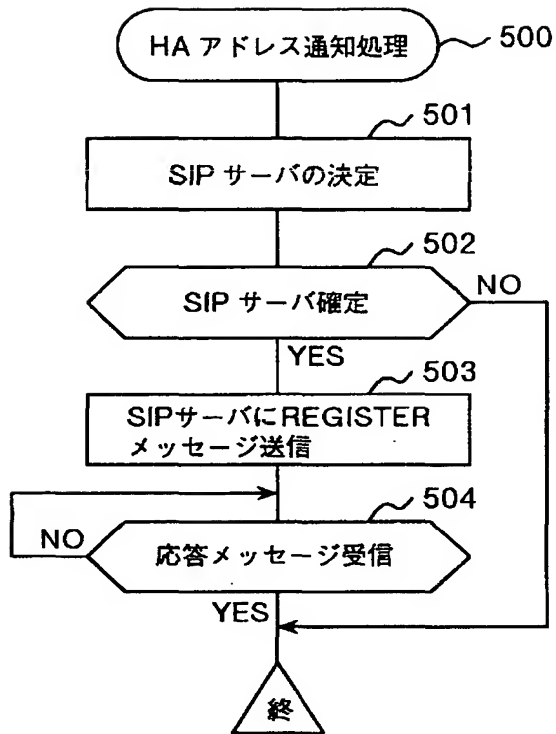 HA アドレス通知処理
500
501
SIP サーバの決定
502
SIP サーバ確定
NO
YES
503
SIPサーバにREGISTER
メッセージ送信
504
NO
応答メッセージ受信
YES
終